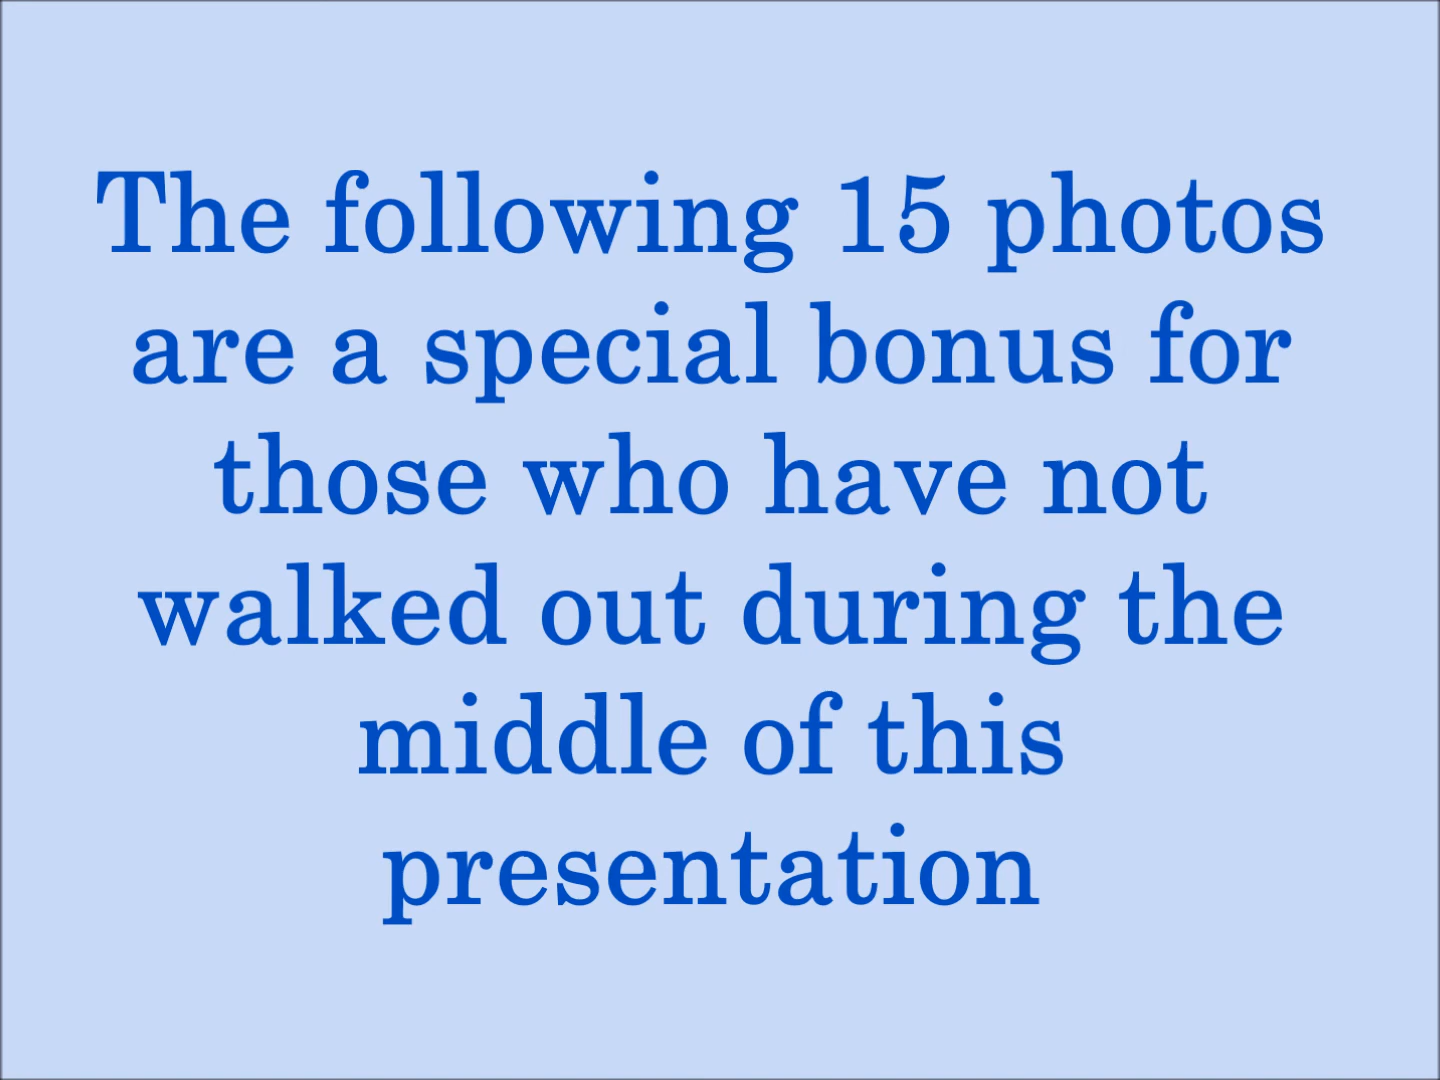 The following 15 photos
are a special bonus for
those who have not
walked out during the
middle of this
presentation